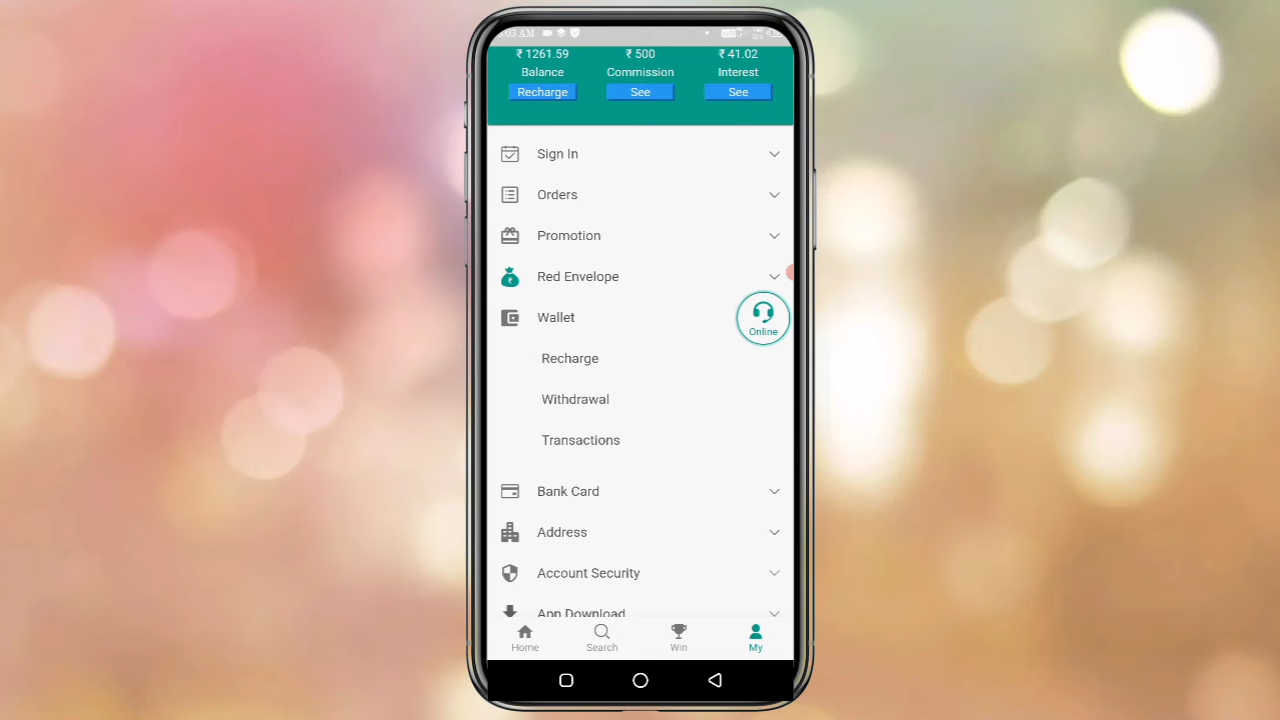 ₹ 1261.59 ₹ 500 ₹ 41.02
Balance Commission Interest
Recharge See See
Sign In
Orders
Promotion
Red Envelope
Wallet
Online
Recharge
Withdrawal
Transactions
Bank Card
Address
Account Security
App Download
Home Search Win My